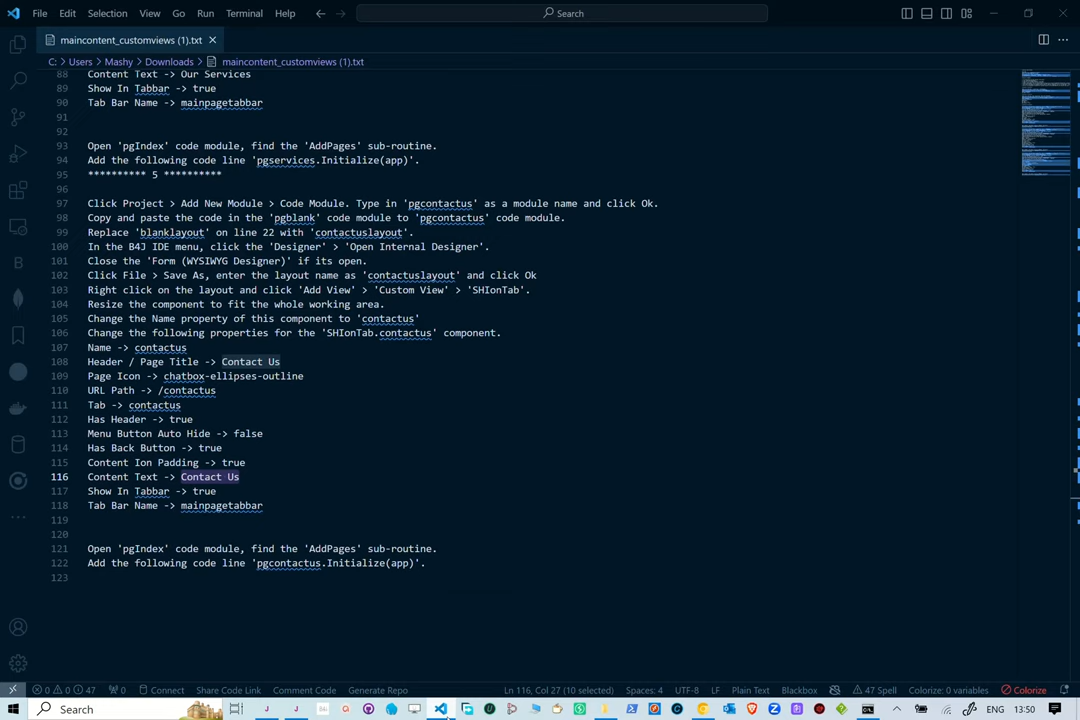 File Edit Selection View Go Run Terminal Help
Search
maincontent_customviews (1).txt
C: > Users > Mashy > Downloads > maincontent_customviews (1).txt
88 Content Text -> Our Services
89 Show In Tabbar -> true
90 Tab Bar Name -> mainpagetabbar
91
92
93 Open 'pgIndex' code module, find the 'AddPages' sub-routine.
94 Add the following code line 'pgservices.Initialize(app)'.
95 ********** 5 **********
96
97 Click Project > Add New Module > Code Module. Type in 'pgcontactus' as a module name and click Ok.
98 Copy and paste the code in the 'pgblank' code module to 'pgcontactus' code module.
99 Replace 'blanklayout' on line 22 with 'contactuslayout'.
100 In the B4J IDE menu, click the 'Designer' > 'Open Internal Designer'.
101 Close the 'Form (WYSIWYG Designer)' if its open.
102 Click File > Save As, enter the layout name as 'contactuslayout' and click Ok
103 Right click on the layout and click 'Add View' > 'Custom View' > 'SHIonTab'.
104 Resize the component to fit the whole working area.
105 Change the Name property of this component to 'contactus'
106 Change the following properties for the 'SHIonTab.contactus' component.
107 Name -> contactus
108 Header / Page Title -> Contact Us
109 Page Icon -> chatbox-ellipses-outline
110 URL Path -> /contactus
111 Tab -> contactus
112 Has Header -> true
113 Menu Button Auto Hide -> false
114 Has Back Button -> true
115 Content Ion Padding -> true
116 Content Text -> Contact Us
117 Show In Tabbar -> true
118 Tab Bar Name -> mainpagetabbar
119
120
121 Open 'pgIndex' code module, find the 'AddPages' sub-routine.
122 Add the following code line 'pgcontactus.Initialize(app)'.
123
0 0 47 0 Connect Share Code Link Comment Code Generate Repo Ln 116, Col 27 (10 selected) Spaces: 4 UTF-8 LF Plain Text Blackbox 47 Spell Colorize: 0 variables Colorize
Search ENG 13:50